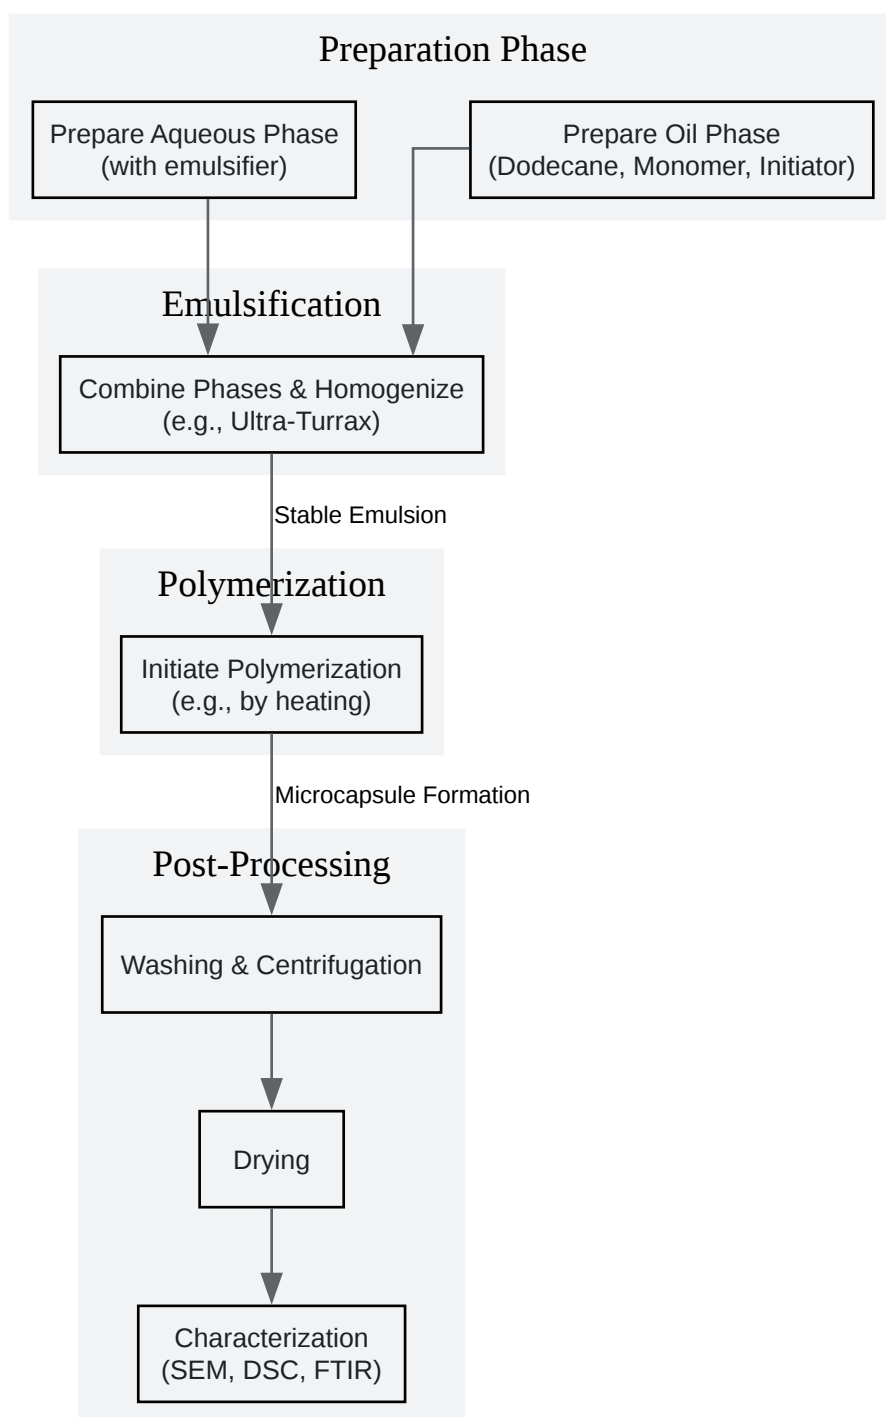 Preparation Phase
Prepare Aqueous Phase
(with emulsifier)
Prepare Oil Phase
(Dodecane, Monomer, Initiator)
Emulsification
Combine Phases & Homogenize
(e.g., Ultra-Turrax)
Stable Emulsion
Polymerization
Initiate Polymerization
(e.g., by heating)
Microcapsule Formation
Post-Processing
Washing & Centrifugation
Drying
Characterization
(SEM, DSC, FTIR)